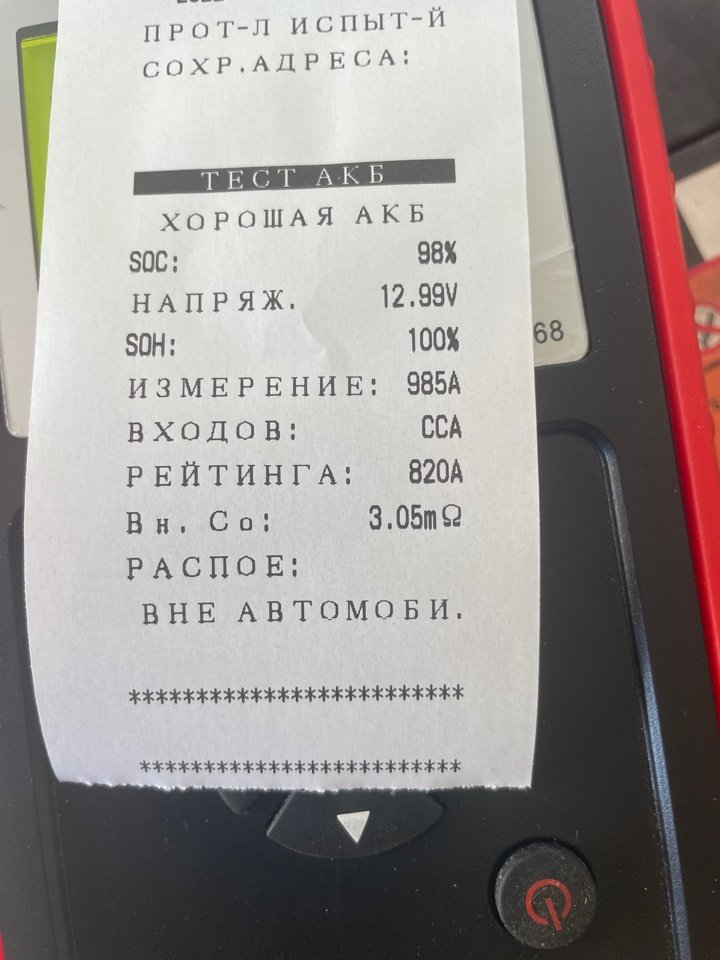 ПРОТ-Л ИСПЫТ-Й
СОХР.АДРЕСА:
ТЕСТ АКБ
ХОРОШАЯ АКБ
SOC: 98%
НАПРЯЖ. 12.99V
SOH: 100%
ИЗМЕРЕНИЕ: 985A
ВХОДОВ: CCA
РЕЙТИНГА: 820A
Вн. Со: 3.05mΩ
РАСПОЕ:
ВНЕ АВТОМОБИ.
*************************
************************
68